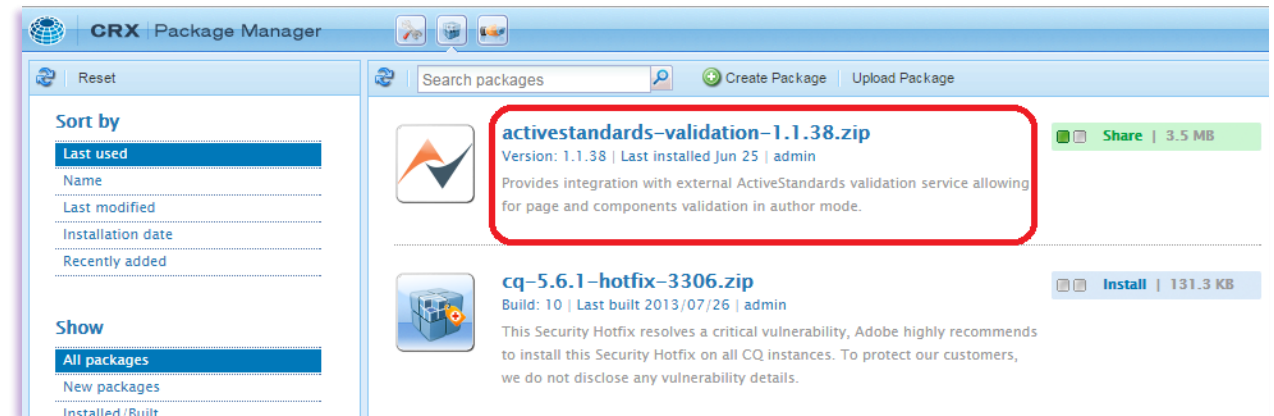 CRX Package Manager
Reset
Search packages
Create Package
Upload Package
Sort by
Last used
Name
Last modified
Installation date
Recently added
Show
All packages
New packages
Installed/Built
activestandards-validation-1.1.38.zip
Version: 1.1.38 | Last installed Jun 25 | admin
Provides integration with external ActiveStandards validation service allowing
for page and components validation in author mode.
Share | 3.5 MB
cq-5.6.1-hotfix-3306.zip
Build: 10 | Last built 2013/07/26 | admin
This Security Hotfix resolves a critical vulnerability, Adobe highly recommends
to install this Security Hotfix on all CQ instances. To protect our customers,
we do not disclose any vulnerability details.
Install | 131.3 KB